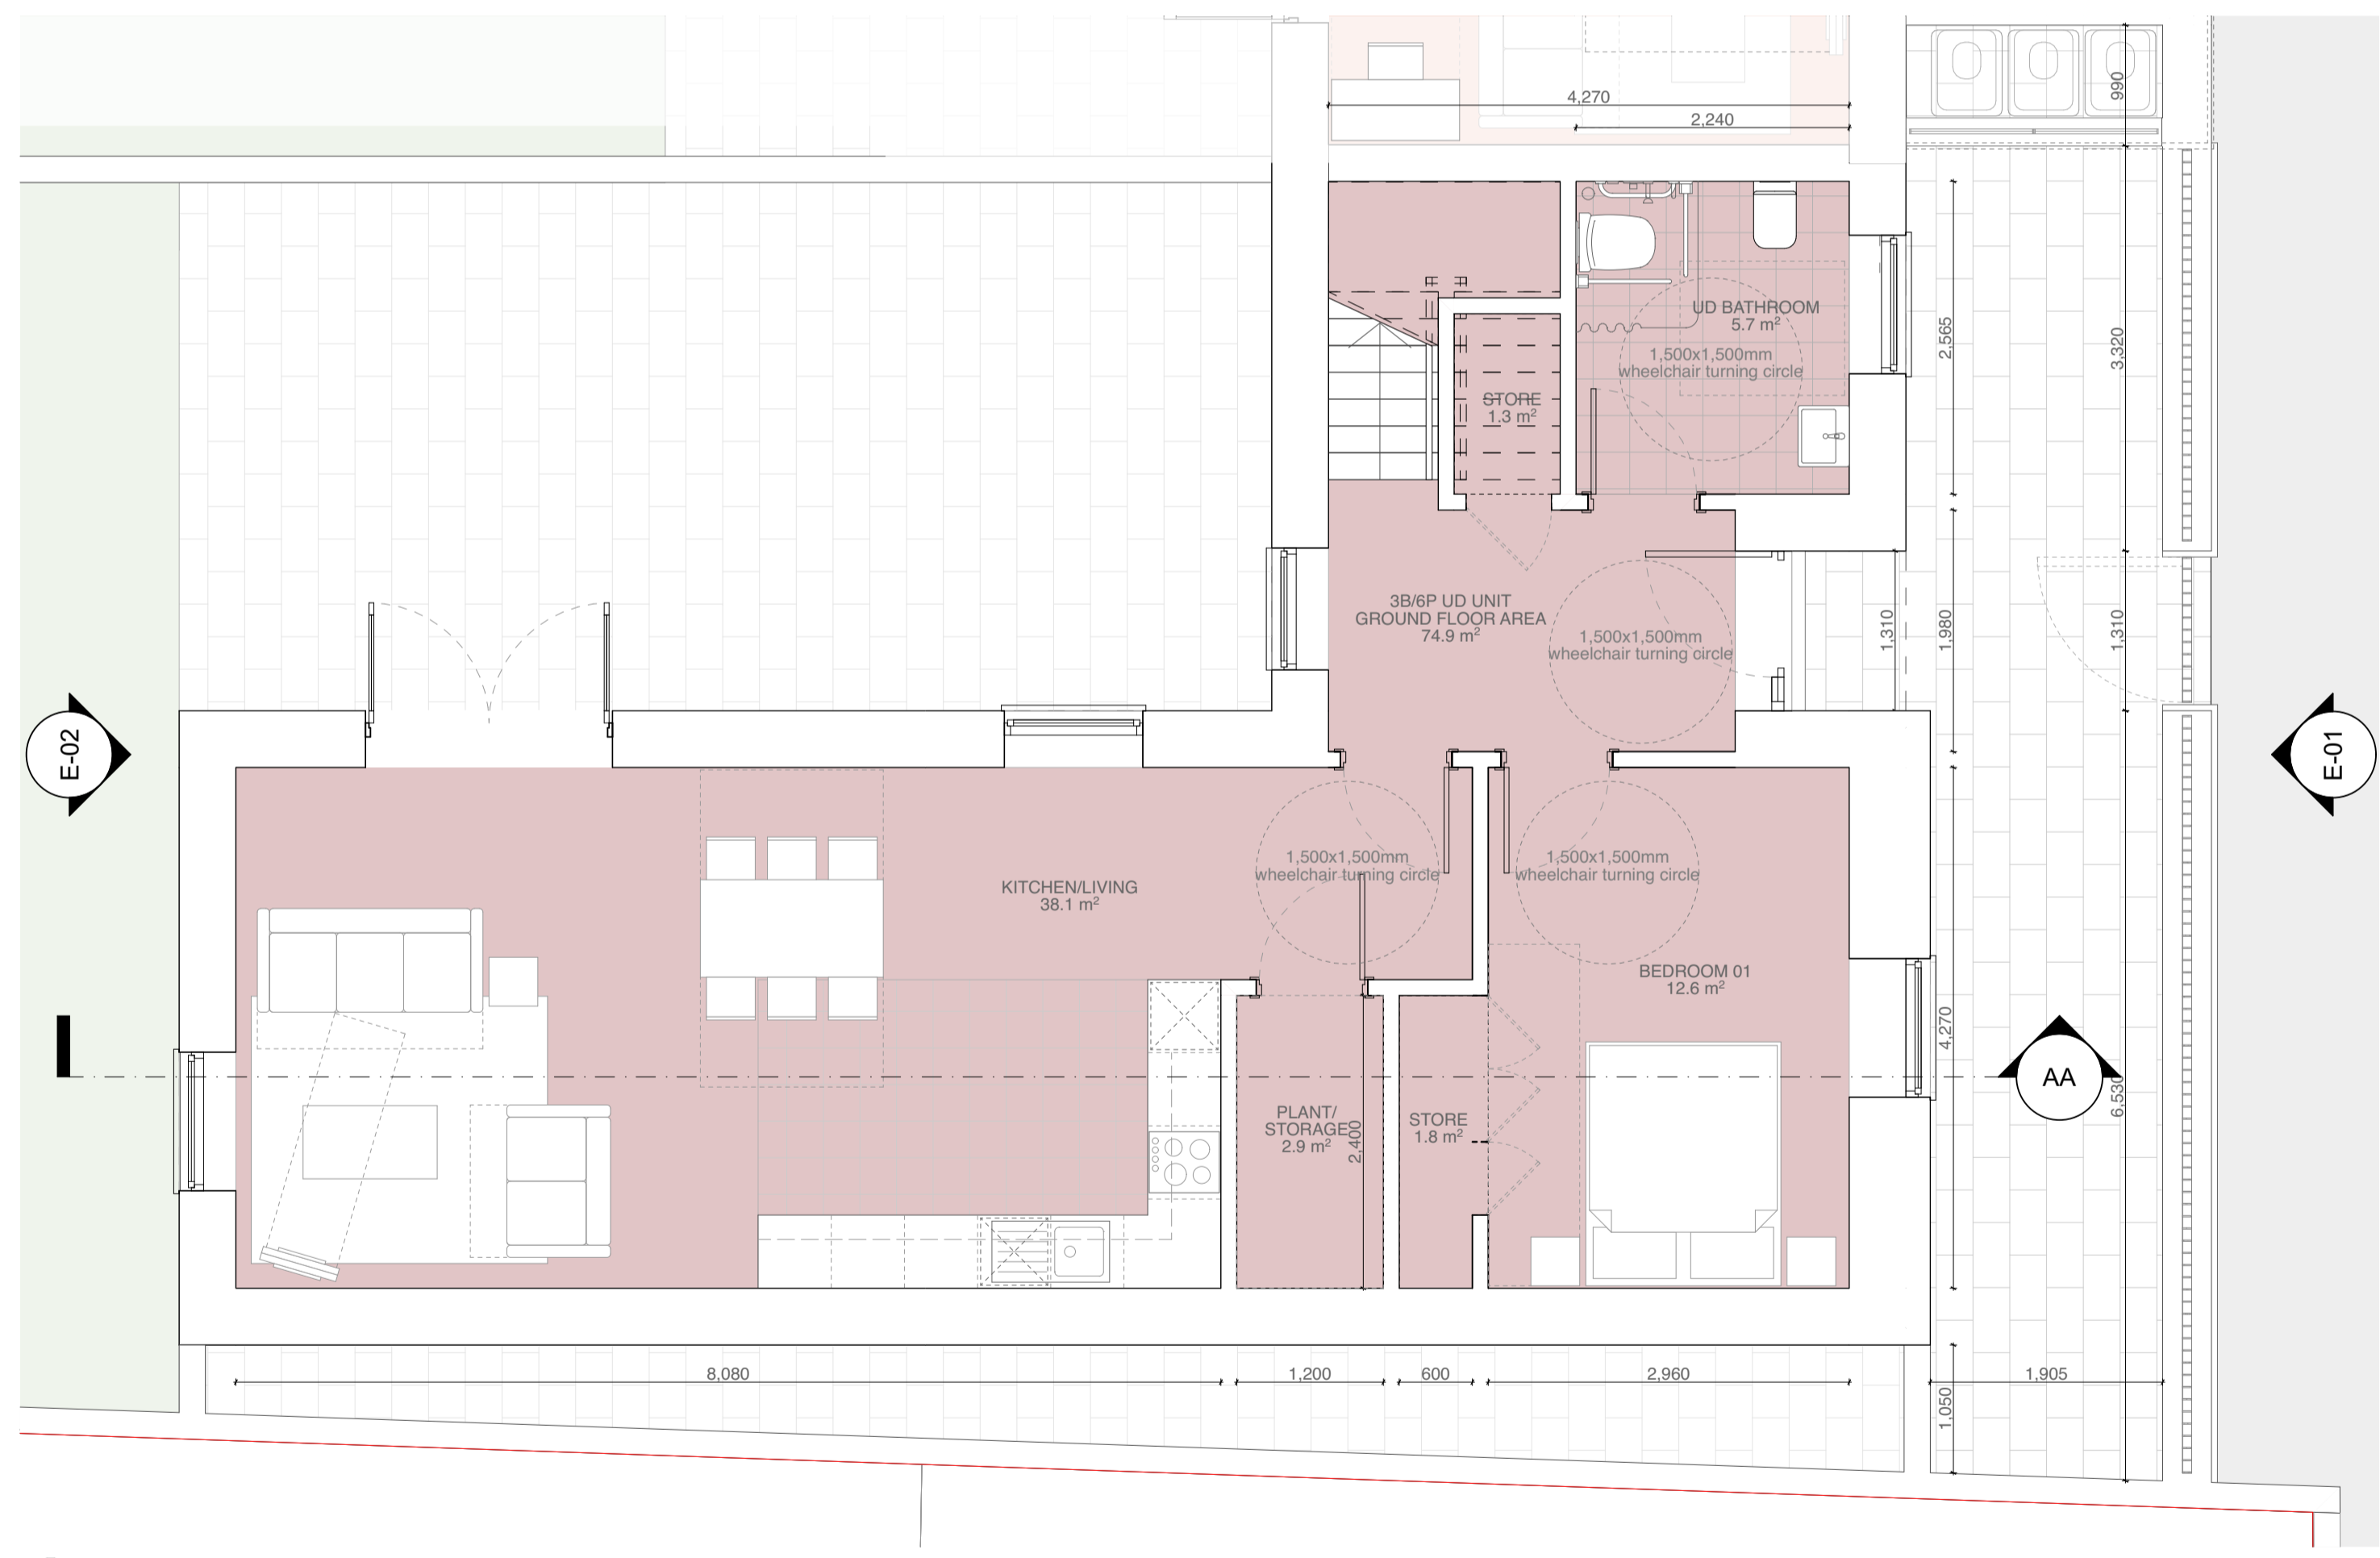 4,270
2,240
990
UD BATHROOM
5.7 m²
1,500x1,500mm
wheelchair turning circle
2,565
3,320
STORE
1.3 m²
3B/6P UD UNIT
GROUND FLOOR AREA
74.9 m²
1,500x1,500mm
wheelchair turning circle
1,310
1,980
1,310
E-02
E-01
1,500x1,500mm
wheelchair turning circle
1,500x1,500mm
wheelchair turning circle
KITCHEN/LIVING
38.1 m²
BEDROOM 01
12.6 m²
4,270
AA
6,530
PLANT/
STORAGE
2.9 m²
2,400
STORE
1.8 m²
8,080
1,200
600
2,960
1,905
1,050